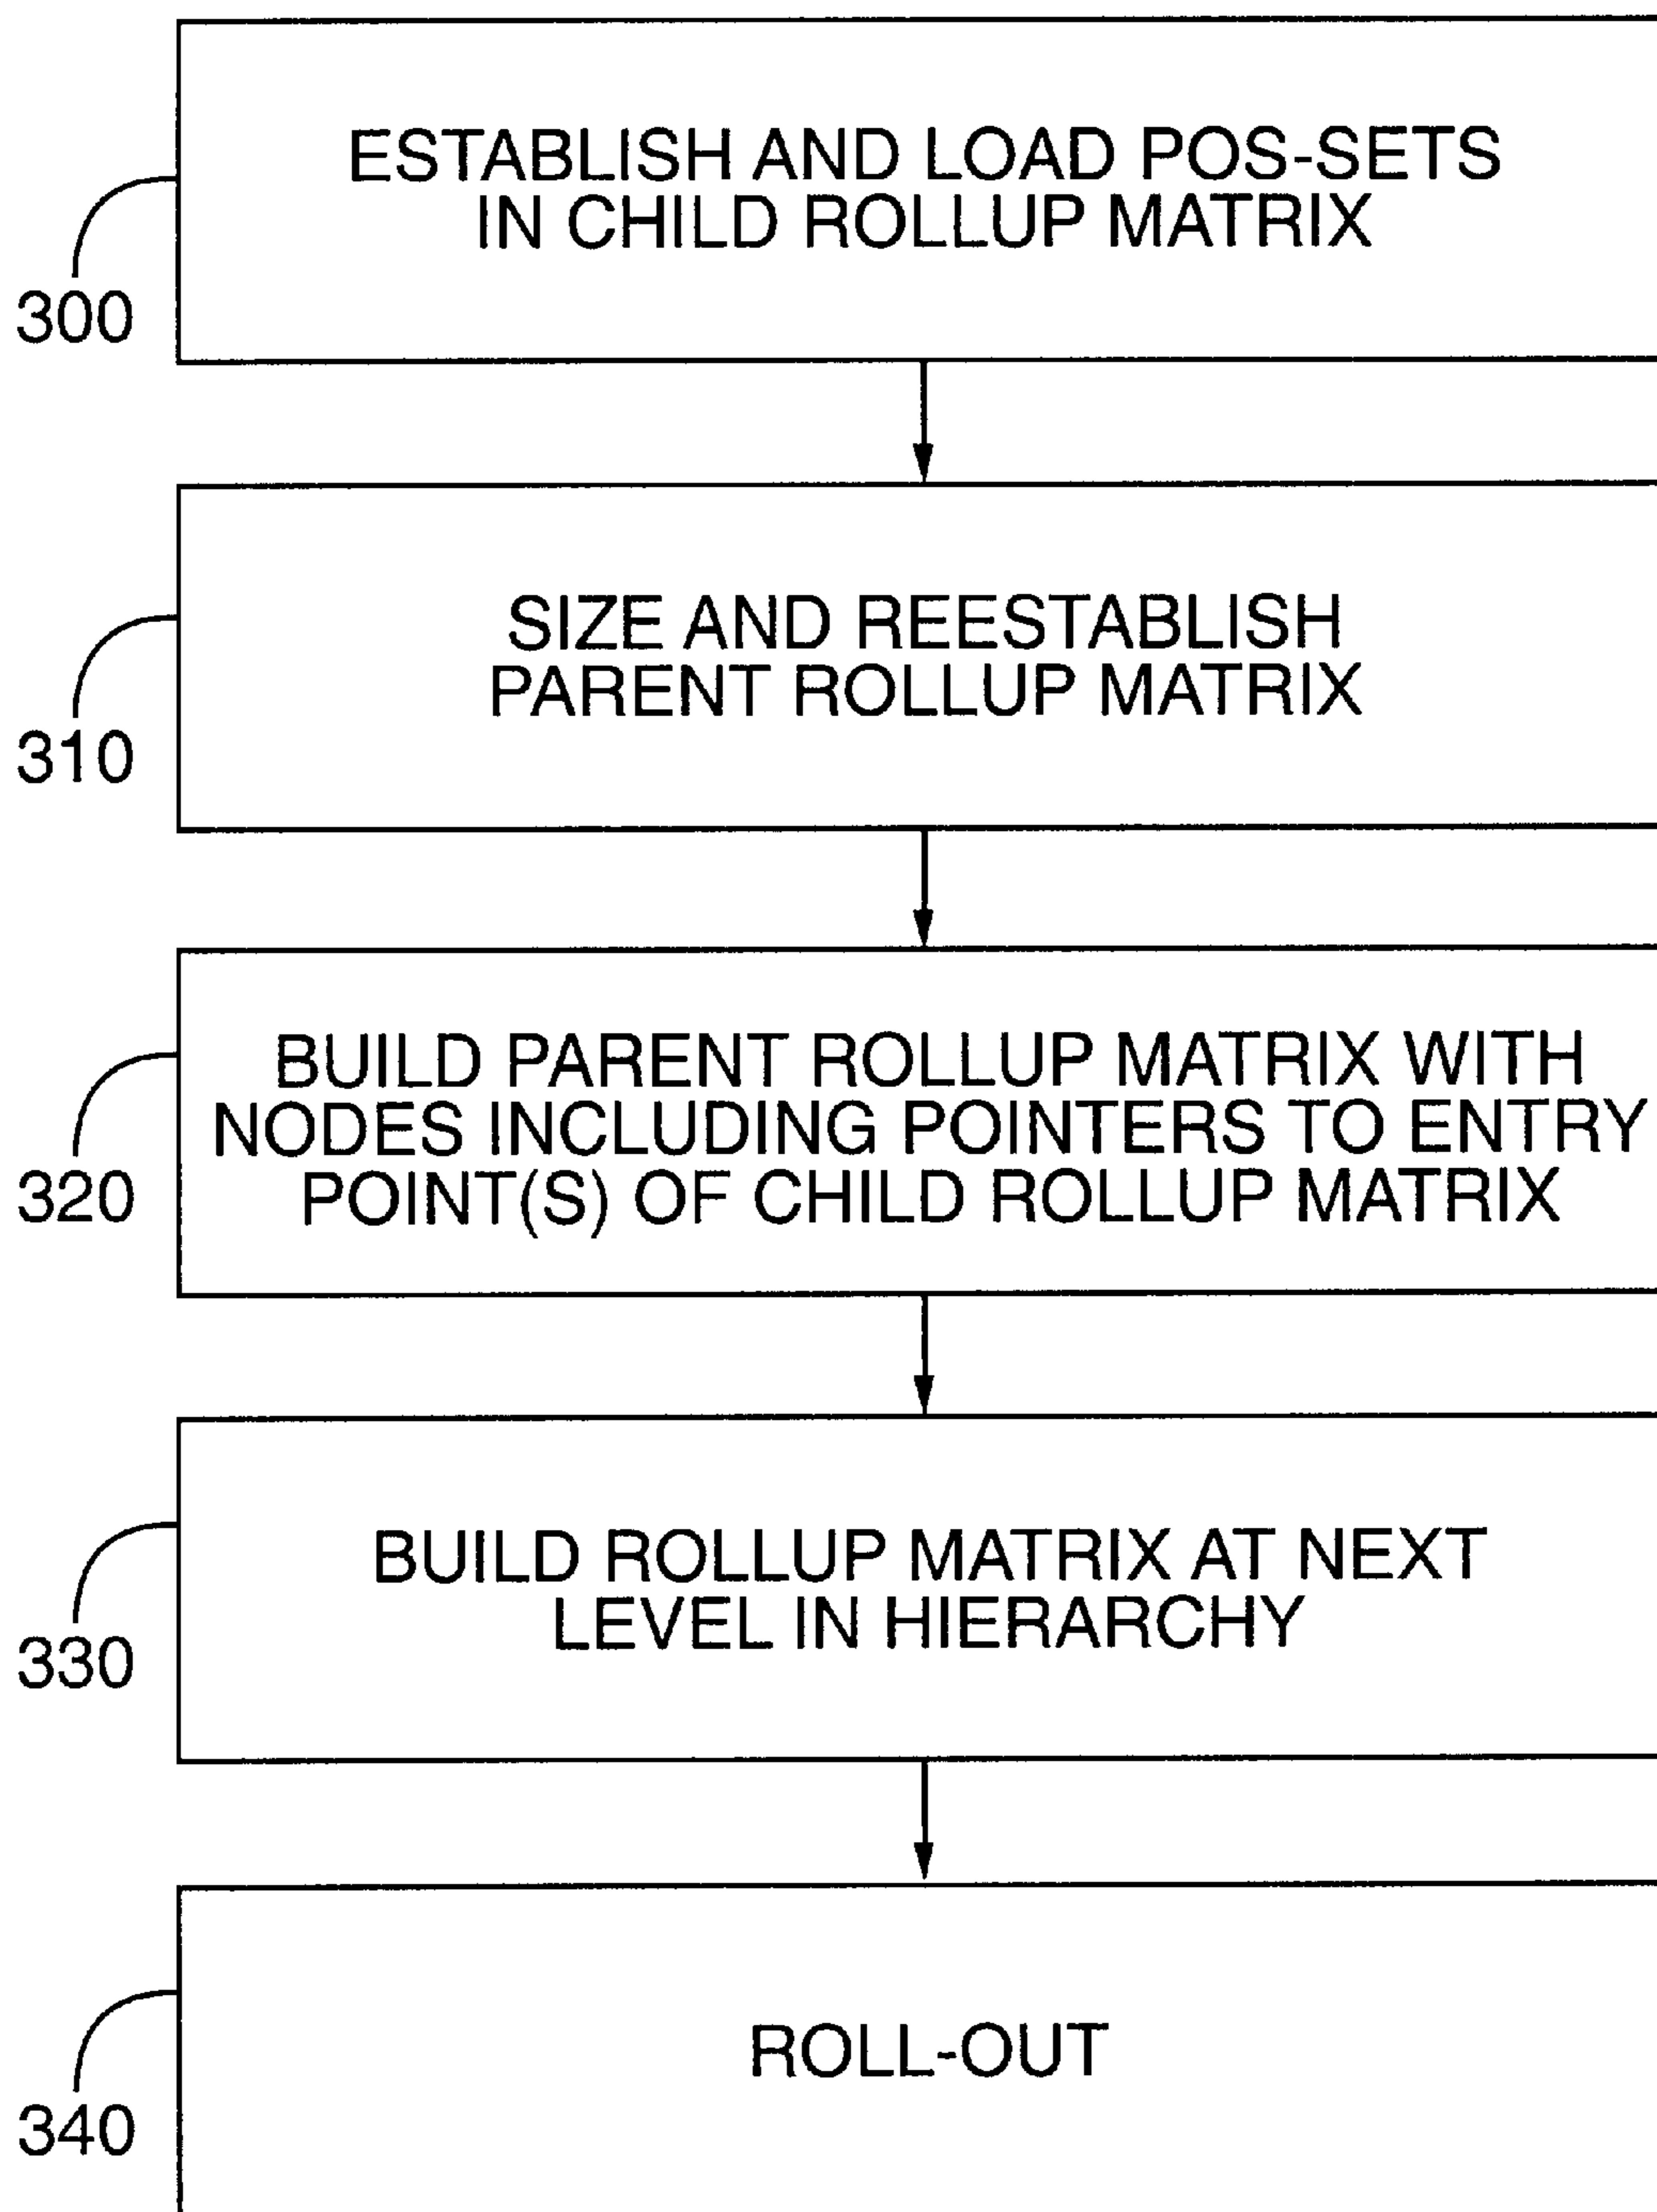 ESTABLISH AND LOAD POS-SETS
IN CHILD ROLLUP MATRIX
300
SIZE AND REESTABLISH
PARENT ROLLUP MATRIX
310
BUILD PARENT ROLLUP MATRIX WITH
NODES INCLUDING POINTERS TO ENTRY
POINT(S) OF CHILD ROLLUP MATRIX
320
BUILD ROLLUP MATRIX AT NEXT
LEVEL IN HIERARCHY
330
ROLL-OUT
340